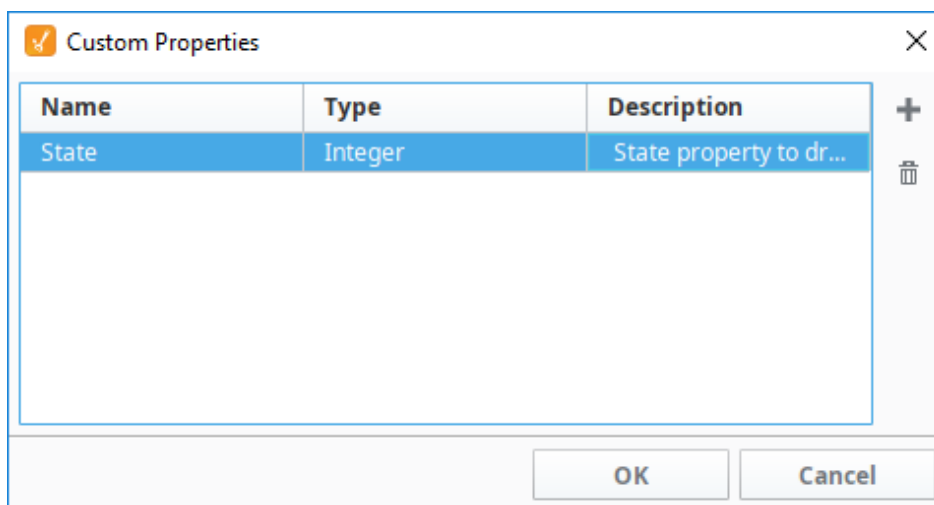 Custom Properties
Name Type Description
State Integer State property to dr...
OK Cancel